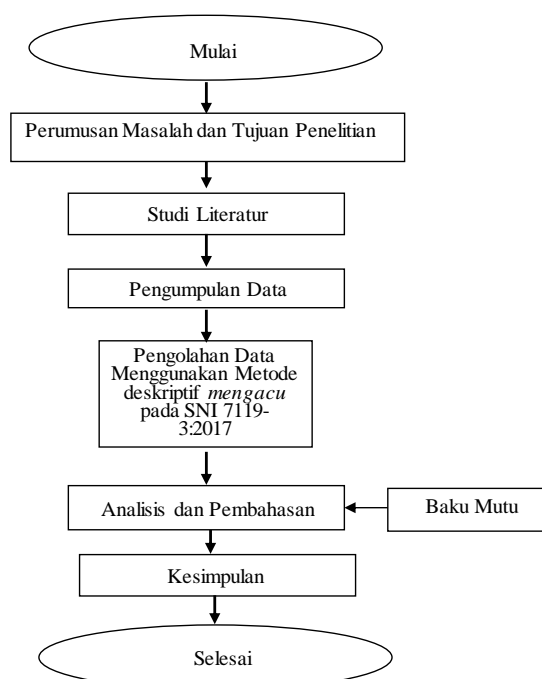 Mulai
Perumusan Masalah dan Tujuan Penelitian
Studi Literatur
Pengumpulan Data
Pengolahan Data
Menggunakan Metode
deskriptif mengacu
pada SNI 7119-
3:2017
Analisis dan Pembahasan
Baku Mutu
Kesimpulan
Selesai